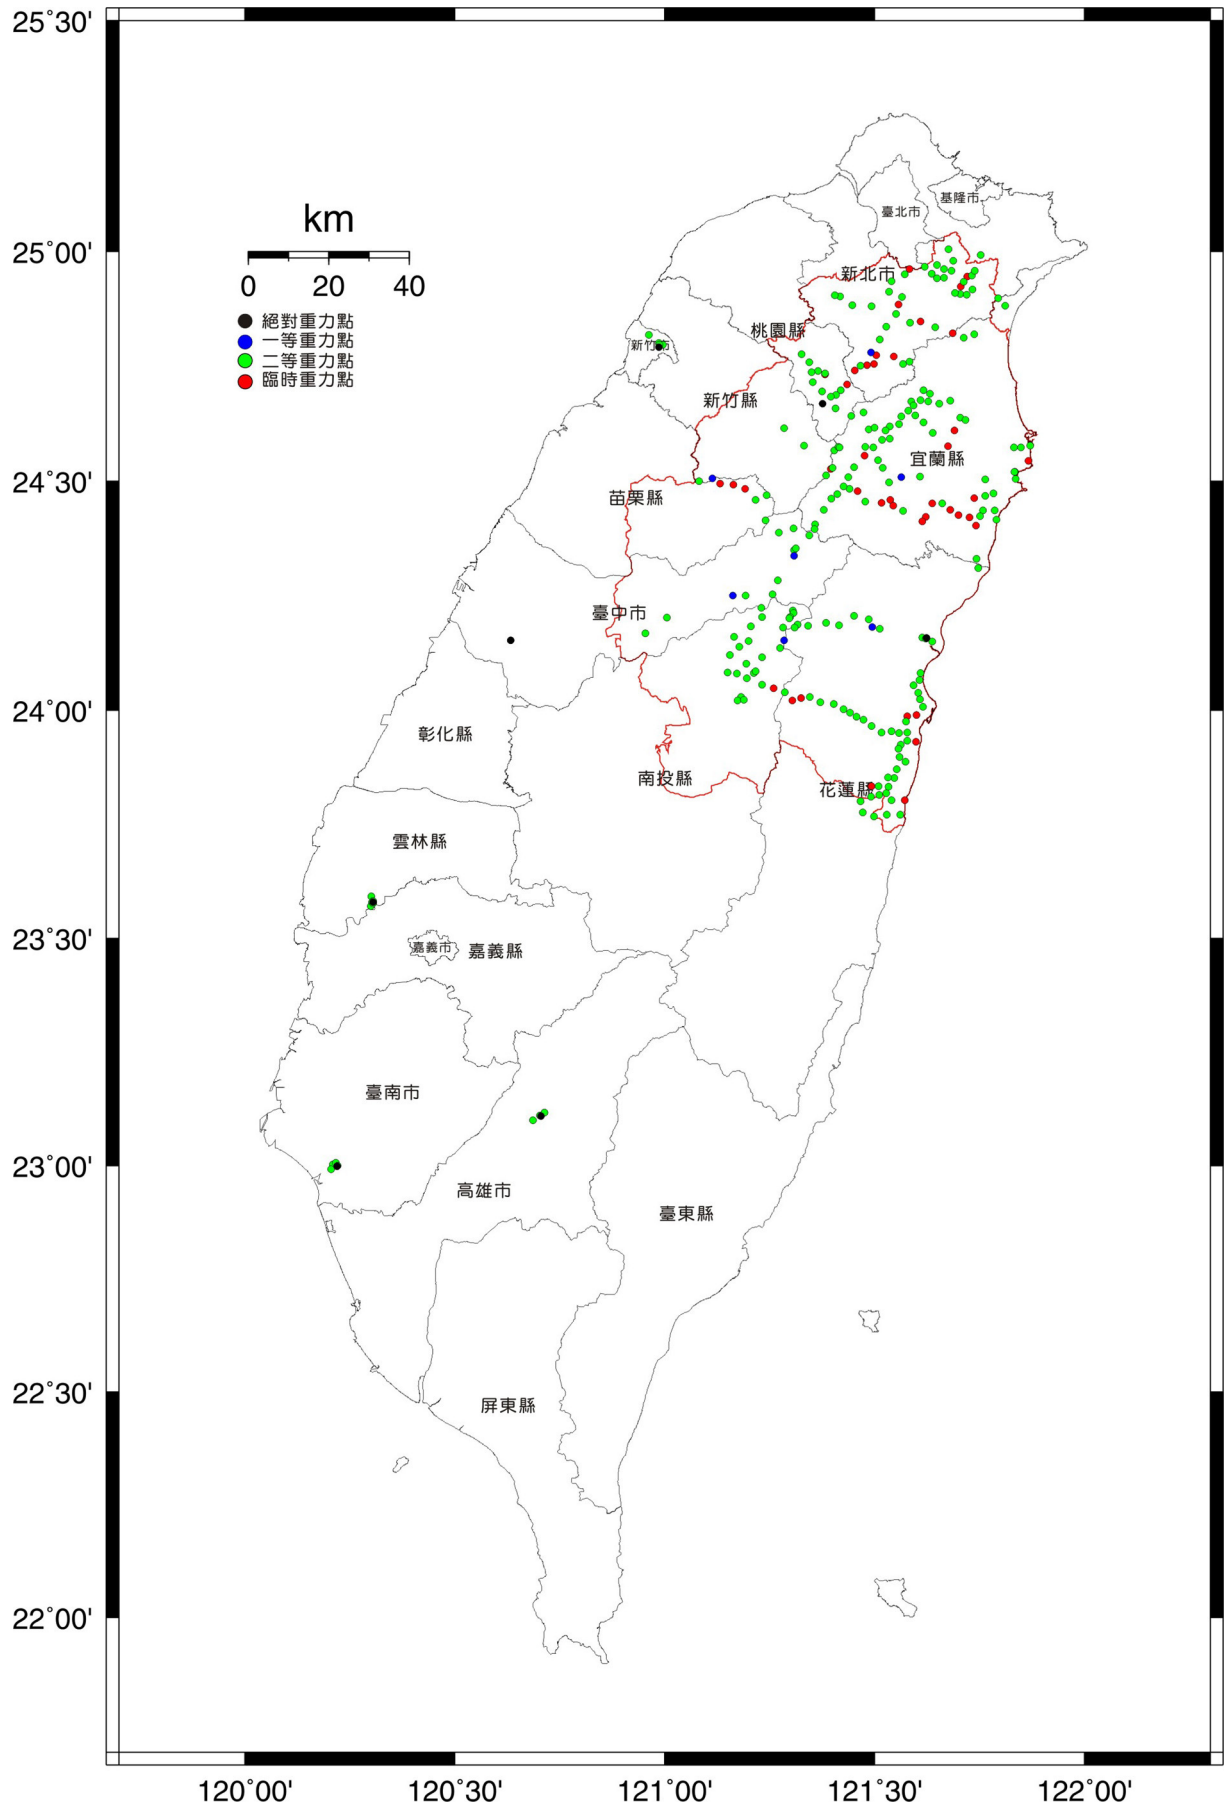 25°30'
基隆市
臺北市
km
25°00'
新北市
0 20 40
絕對重力點
桃園縣
一等重力點
新竹市
二等重力點
臨時重力點
新竹縣
宜蘭縣
24°30'
苗栗縣
臺中市
24°00'
彰化縣
南投縣
花蓮縣
雲林縣
23°30'
嘉義市
嘉義縣
臺南市
23°00'
高雄市
臺東縣
22°30'
屏東縣
22°00'
120°00' 120°30' 121°00' 121°30' 122°00'